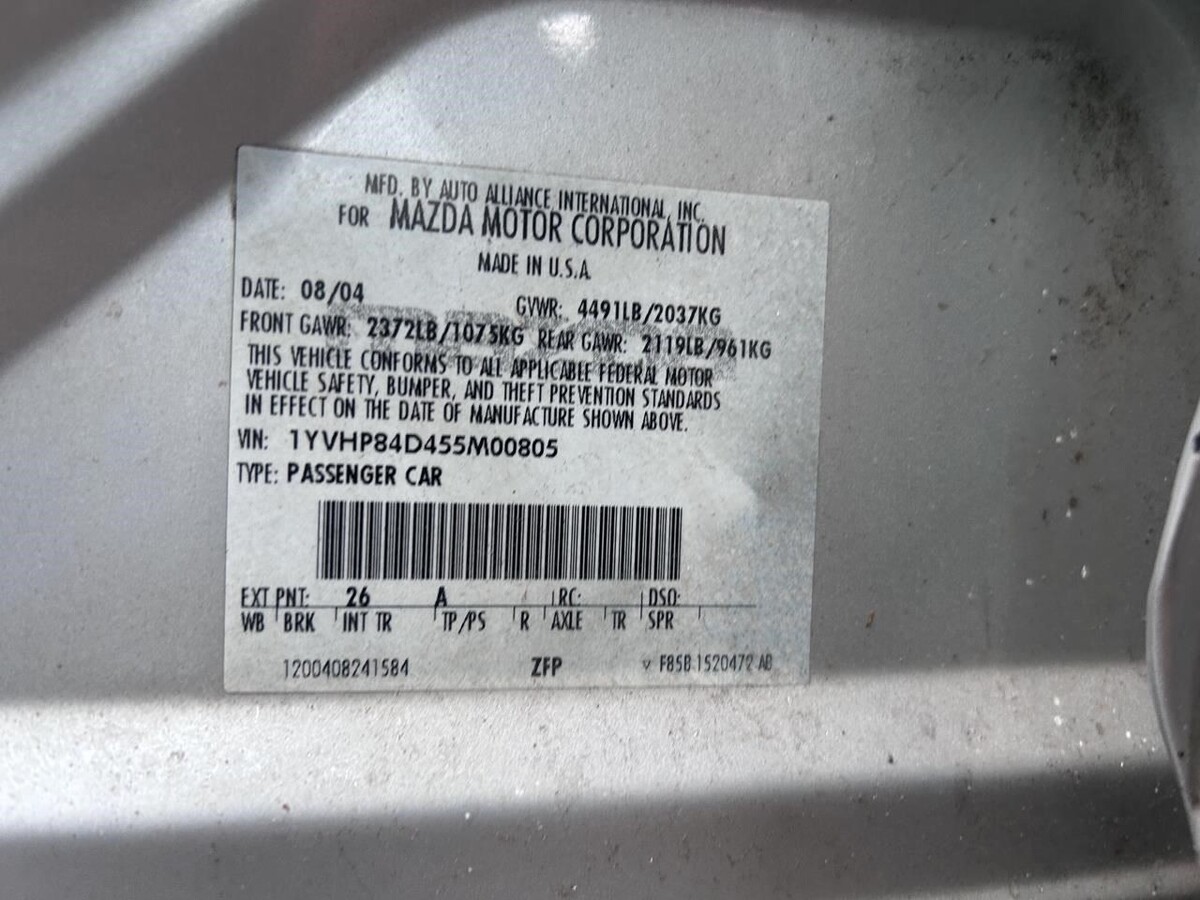 MFD. BY AUTO ALLIANCE INTERNATIONAL, INC.
FOR MAZDA MOTOR CORPORATION
MADE IN U.S.A
DATE: 08/04 GVWR: 4491LB/2037KG
FRONT GAWR: 2372LB/1075KG REAR GAWR: 2119LB/961KG
THIS VEHICLE CONFORMS TO ALL APPLICABLE FEDERAL MOTOR
VEHICLE SAFETY, BUMPER, AND THEFT PREVENTION STANDARDS
IN EFFECT ON THE DATE OF MANUFACTURE SHOWN ABOVE.
VIN: 1YVHP84D455M00805
TYPE: PASSENGER CAR
EXT PNT: 26 A RC: DSO:
WB BRK INT TR TP/PS R AXLE TR SPR
1200408241584 ZFP F85B 1520472 AD